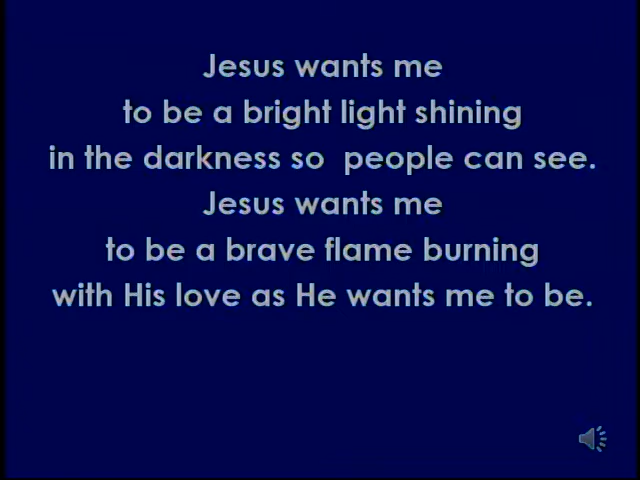 Jesus wants me
to be a bright light shining
in the darkness so people can see.
Jesus wants me
to be a brave flame burning
with His love as He wants me to be.